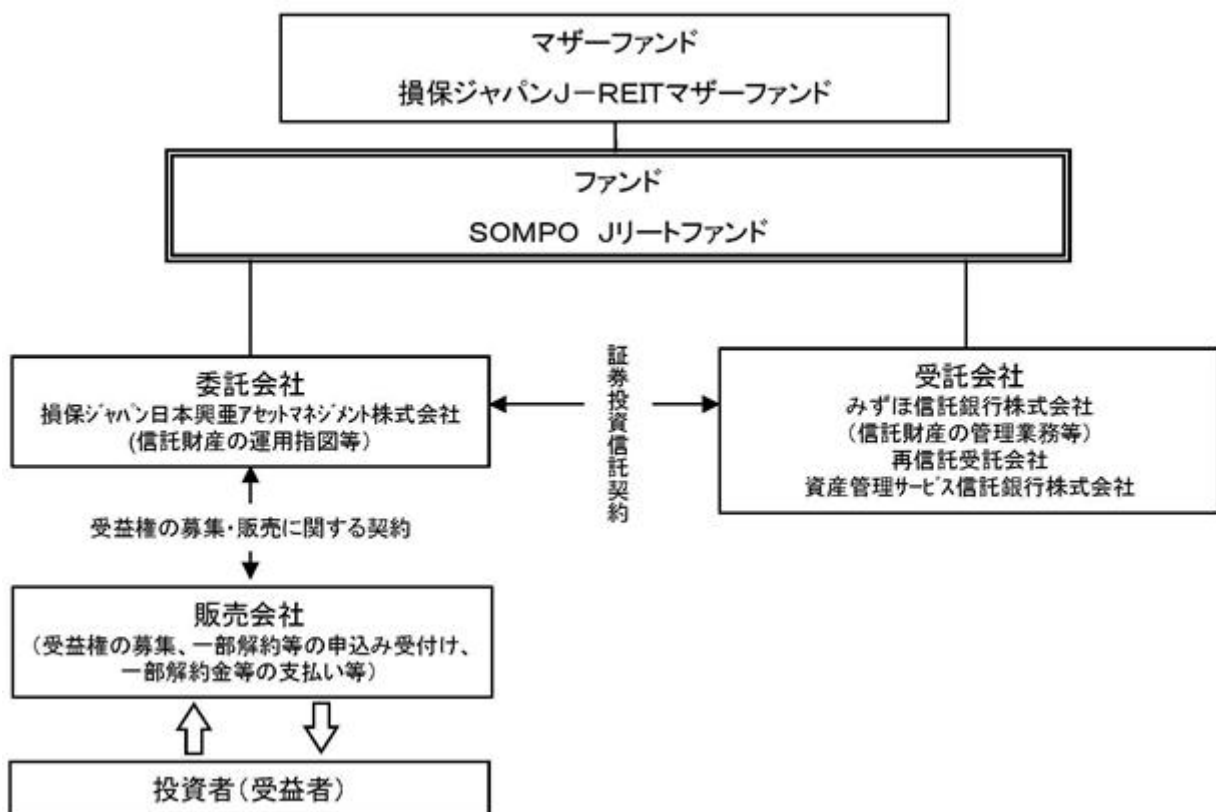 マザーファンド
損保ジャパンJ-REITマザーファンド
ファンド
SOMPO Jリートファンド
委託会社
損保ジャパン日本興亜アセットマネジメント株式会社
(信託財産の運用指図等)
証券投資信託契約
受託会社
みずほ信託銀行株式会社
(信託財産の管理業務等)
再信託受託会社
資産管理サービス信託銀行株式会社
受益権の募集・販売に関する契約
販売会社
(受益権の募集、一部解約等の申込み受付け、
一部解約金等の支払い等)
投資者(受益者)